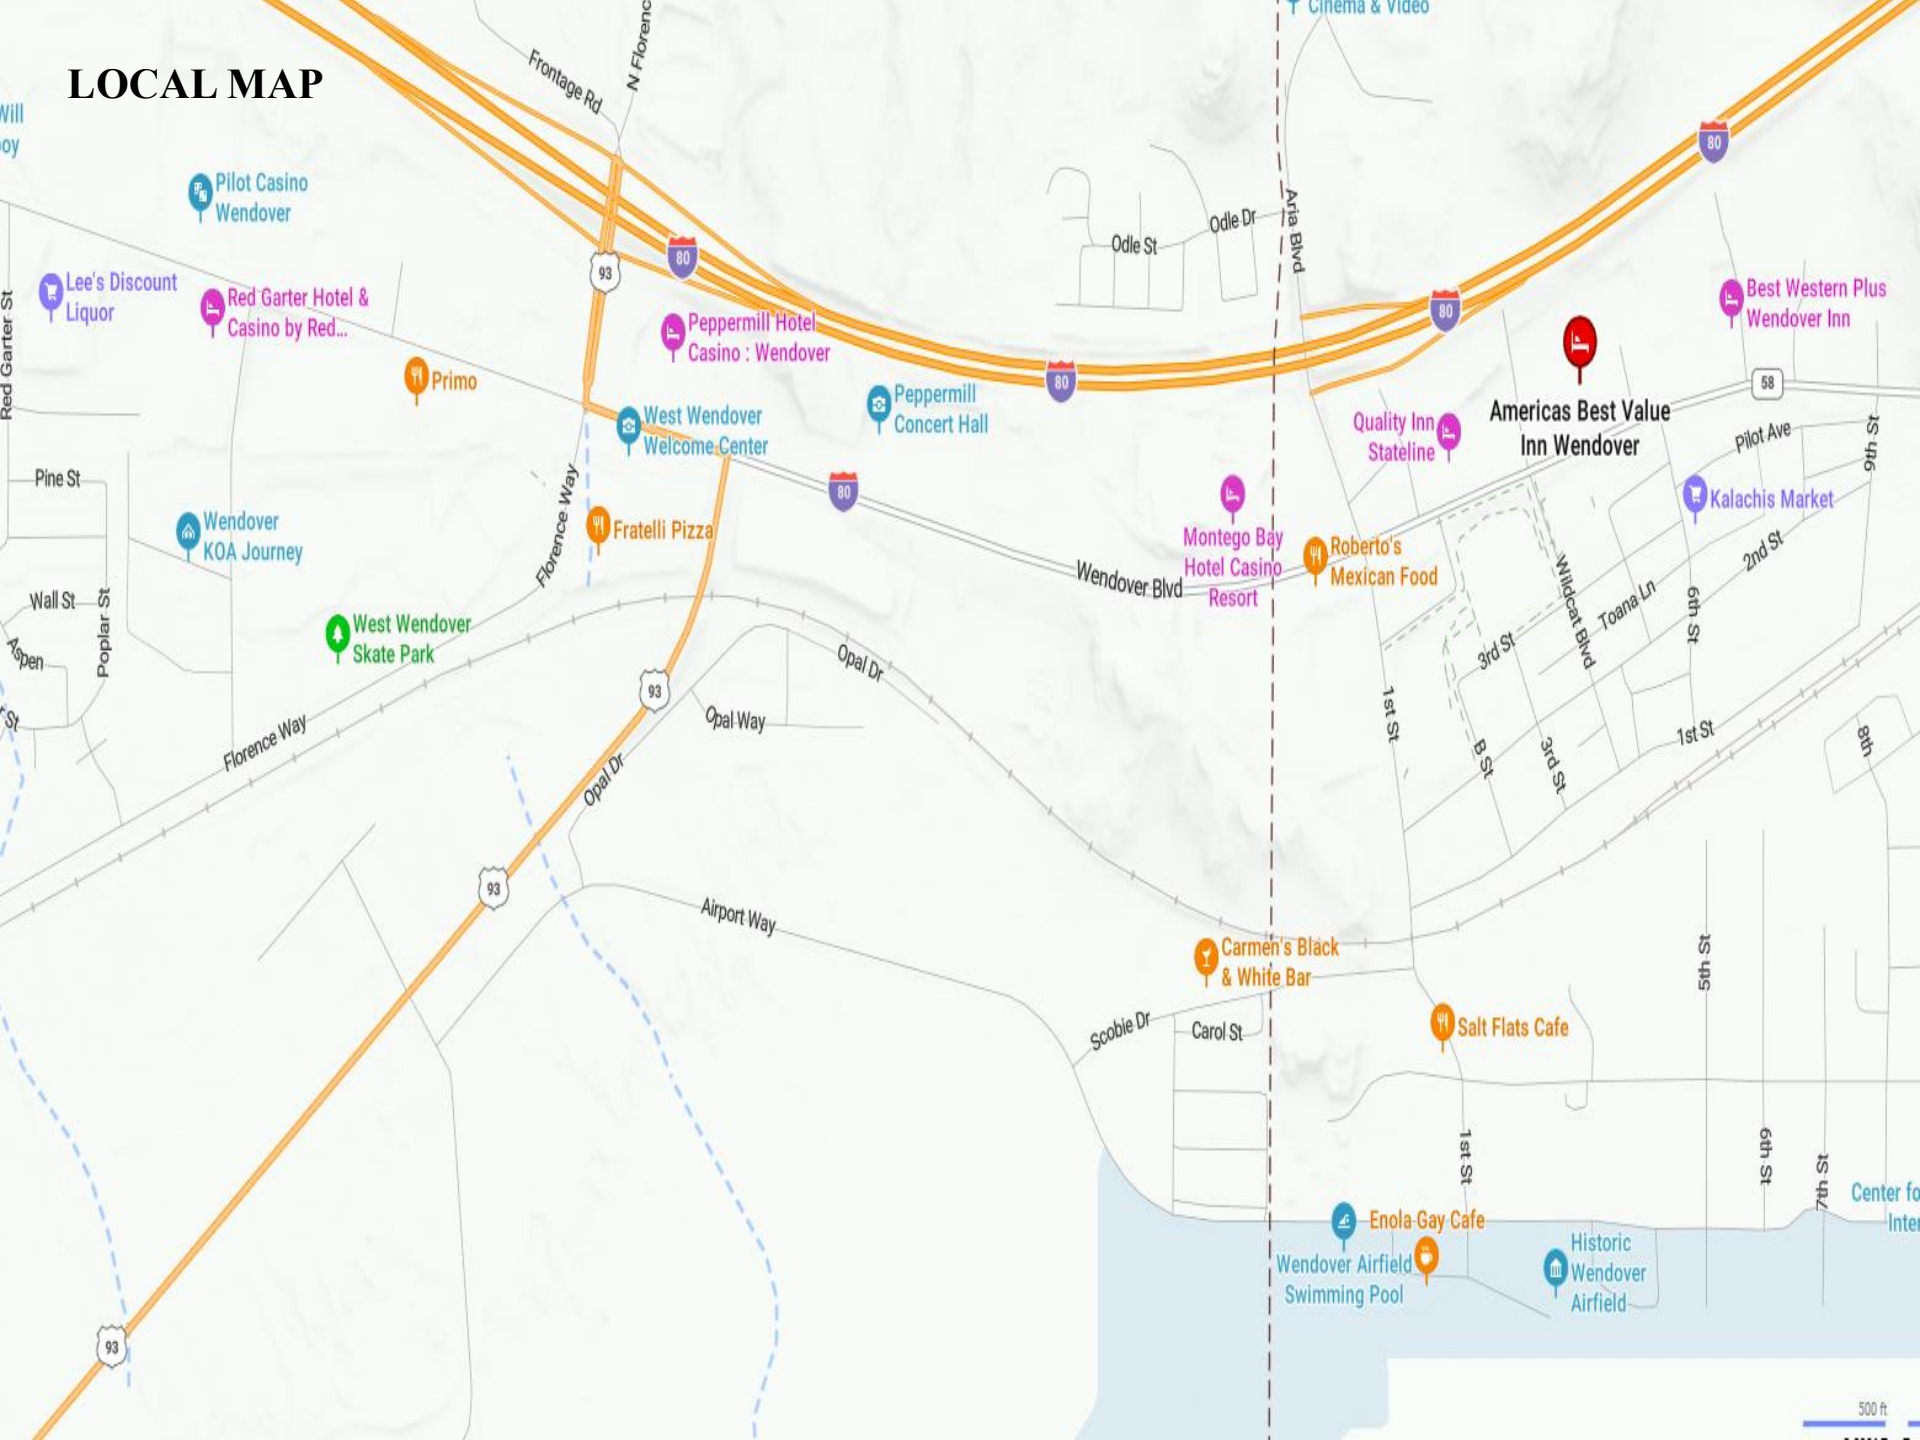 Cinema & Video
N Florenc
Frontage Rd
LOCAL MAP
Will
oy
80
Pilot Casino
Wendover
Aria Blvd
Odle Dr
Odle St
93
80
Lee's Discount
Liquor
Red Garter St
Red Garter Hotel &
Casino by Red...
Peppermill Hotel
Casino : Wendover
80
Best Western Plus
Wendover Inn
Primo
80
58
Peppermill
Concert Hall
West Wendover
Welcome Center
Quality Inn
Stateline
Americas Best Value
Inn Wendover
Pilot Ave
9th St
Pine St
80
Kalachis Market
Wendover
KOA Journey
Florence Way
Fratelli Pizza
Montego Bay
Hotel Casino
Resort
Roberto's
Mexican Food
2nd St
Wendover Blvd
Wildcat Blvd
Toana Ln
6th St
Wall St
Poplar St
Aspen
West Wendover
Skate Park
3rd St
Opal Dr
93
Opal Way
r St
1st St
Florence Way
1st St
8th
B St
3rd St
Opal Dr
93
Airport Way
Carmen's Black
& White Bar
5th St
Scobie Dr
Carol St
Salt Flats Cafe
1st St
6th St
7th St
Center fo
Inter
Enola Gay Cafe
Wendover Airfield
Swimming Pool
Historic
Wendover
Airfield
93
500 ft